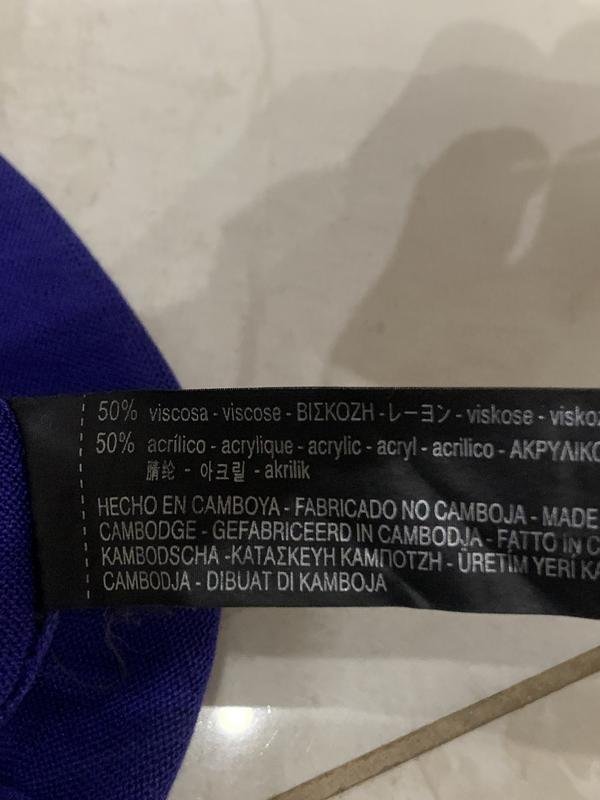 50% viscosa - viscose - ΒΙΣΚΟΖΗ -レーヨン - viskose - viskoz
50% acrílico - acrylique - acrylic - acryl - acrilico - ΑΚΡΥΛΙΚΟ
腈纶 - 아크릴 - akrilik
HECHO EN CAMBOYA - FABRICADO NO CAMBOJA - MADE
CAMBODGE - GEFABRICEERD IN CAMBODJA - FATTO IN C
KAMBODSCHA -ΚΑΤΑΣΚΕΥΗ ΚΑΜΠΟΤΖΗ - ÜRETİM YERİ KA
CAMBODJA - DIBUAT DI KAMBOJA